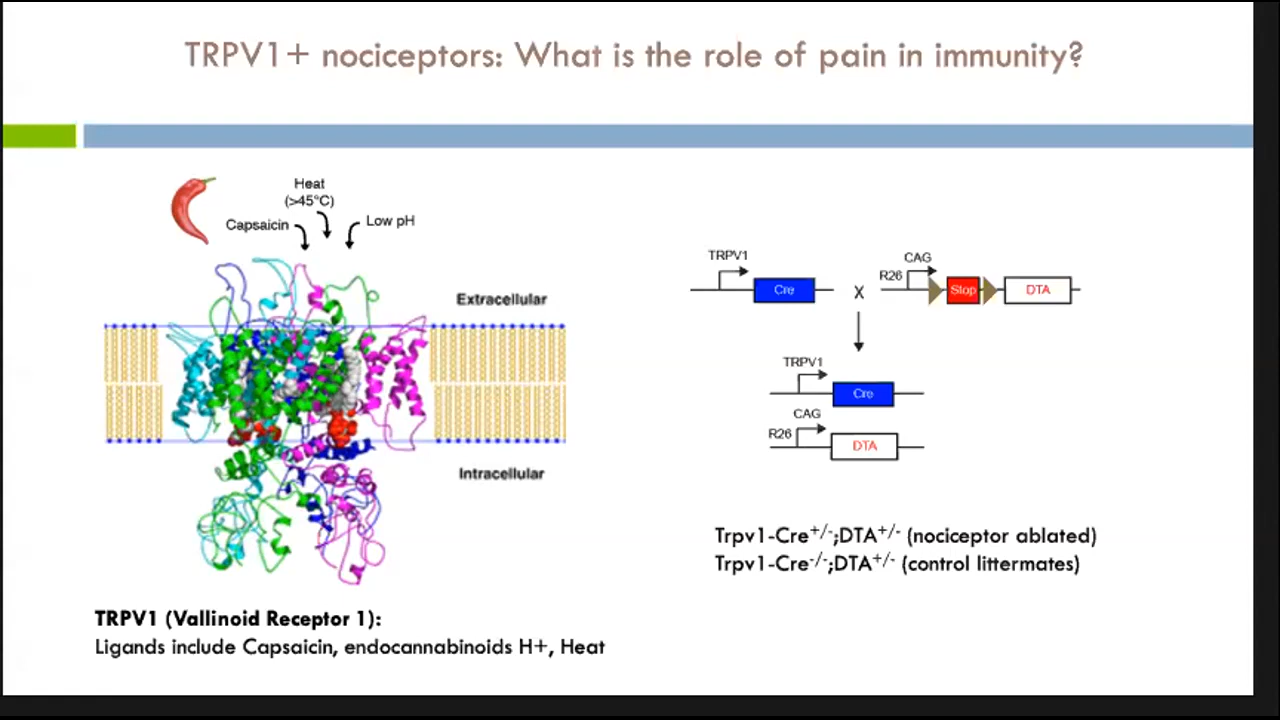 TRPV1+ nociceptors: What is the role of pain in immunity?
Heat
(>45°C)
Capsaicin
Low pH
Extracellular
Intracellular
TRPV1 (Vallinoid Receptor 1):
Ligands include Capsaicin, endocannabinoids H+, Heat
TRPV1
Cre
X
R26
CAG
Stop
DTA
TRPV1
Cre
CAG
R26
DTA
Trpv1-Cre+/-;DTA+/- (nociceptor ablated)
Trpv1-Cre-/-;DTA+/- (control littermates)